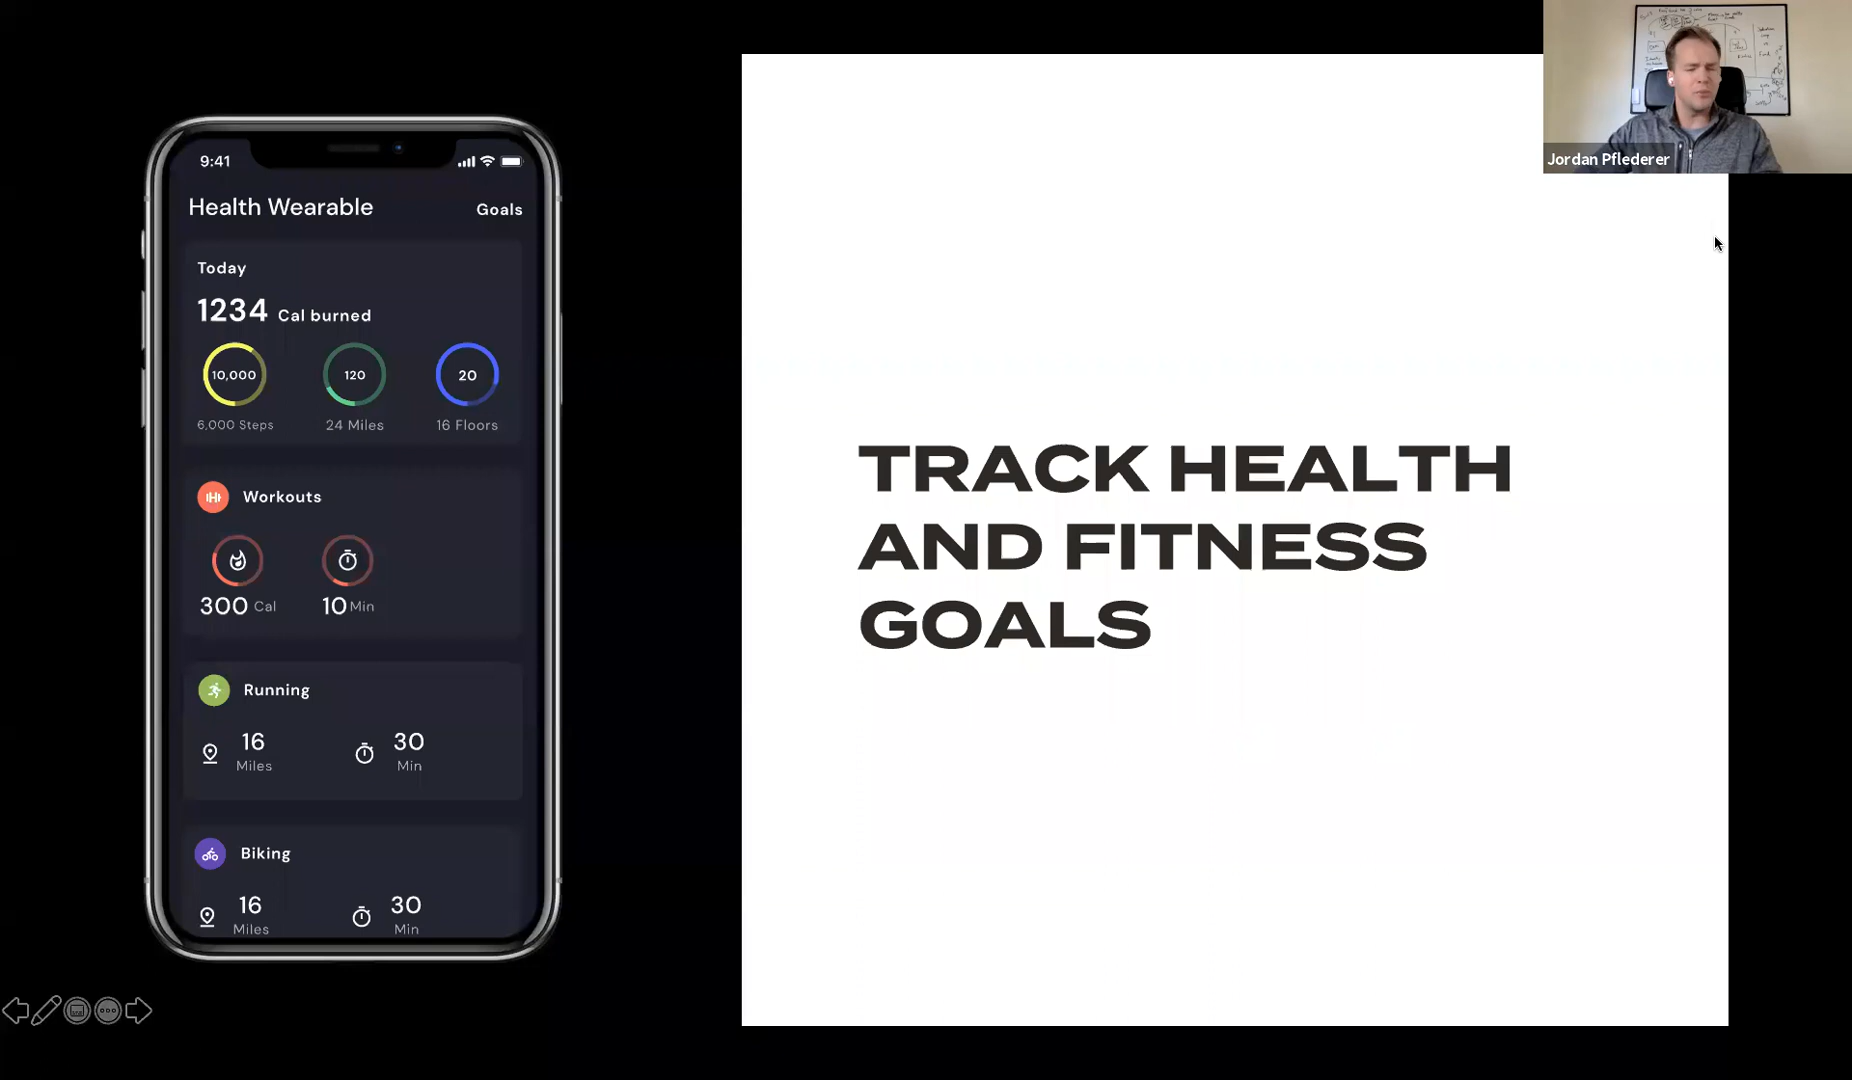 9:41
Health Wearable
Goals
Today
1234 Cal burned
10,000
120
20
6,000 Steps
24 Miles
16 Floors
Workouts
300 Cal
10 Min
Running
16
Miles
30
Min
Biking
16
Miles
30
Min
TRACK HEALTH
AND FITNESS
GOALS
Jordan Pflederer